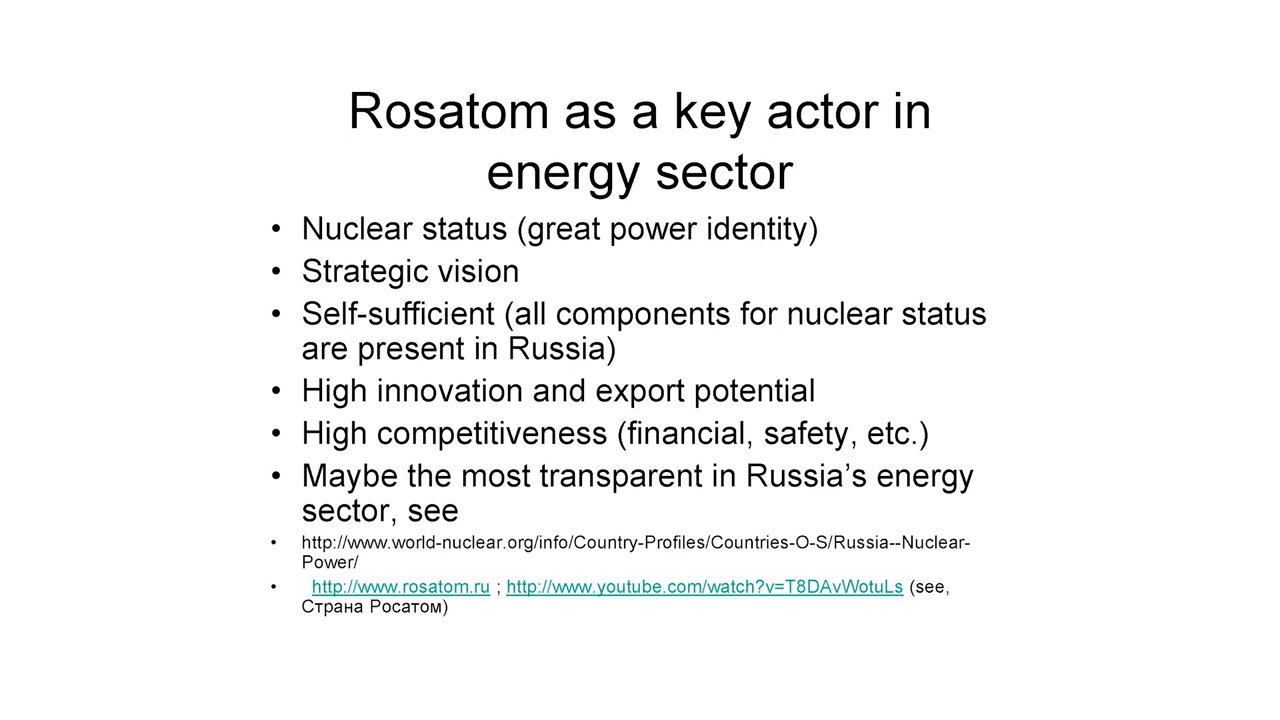 Rosatom as a key actor in
energy sector
• Nuclear status (great power identity)
• Strategic vision
• Self-sufficient (all components for nuclear status
are present in Russia)
• High innovation and export potential
• High competitiveness (financial, safety, etc.)
• Maybe the most transparent in Russia’s energy
sector, see
• http://www.world-nuclear.org/info/Country-Profiles/Countries-O-S/Russia--Nuclear-
Power/
• http://www.rosatom.ru ; http://www.youtube.com/watch?v=T8DAvWotuLs (see,
Страна Росатом)